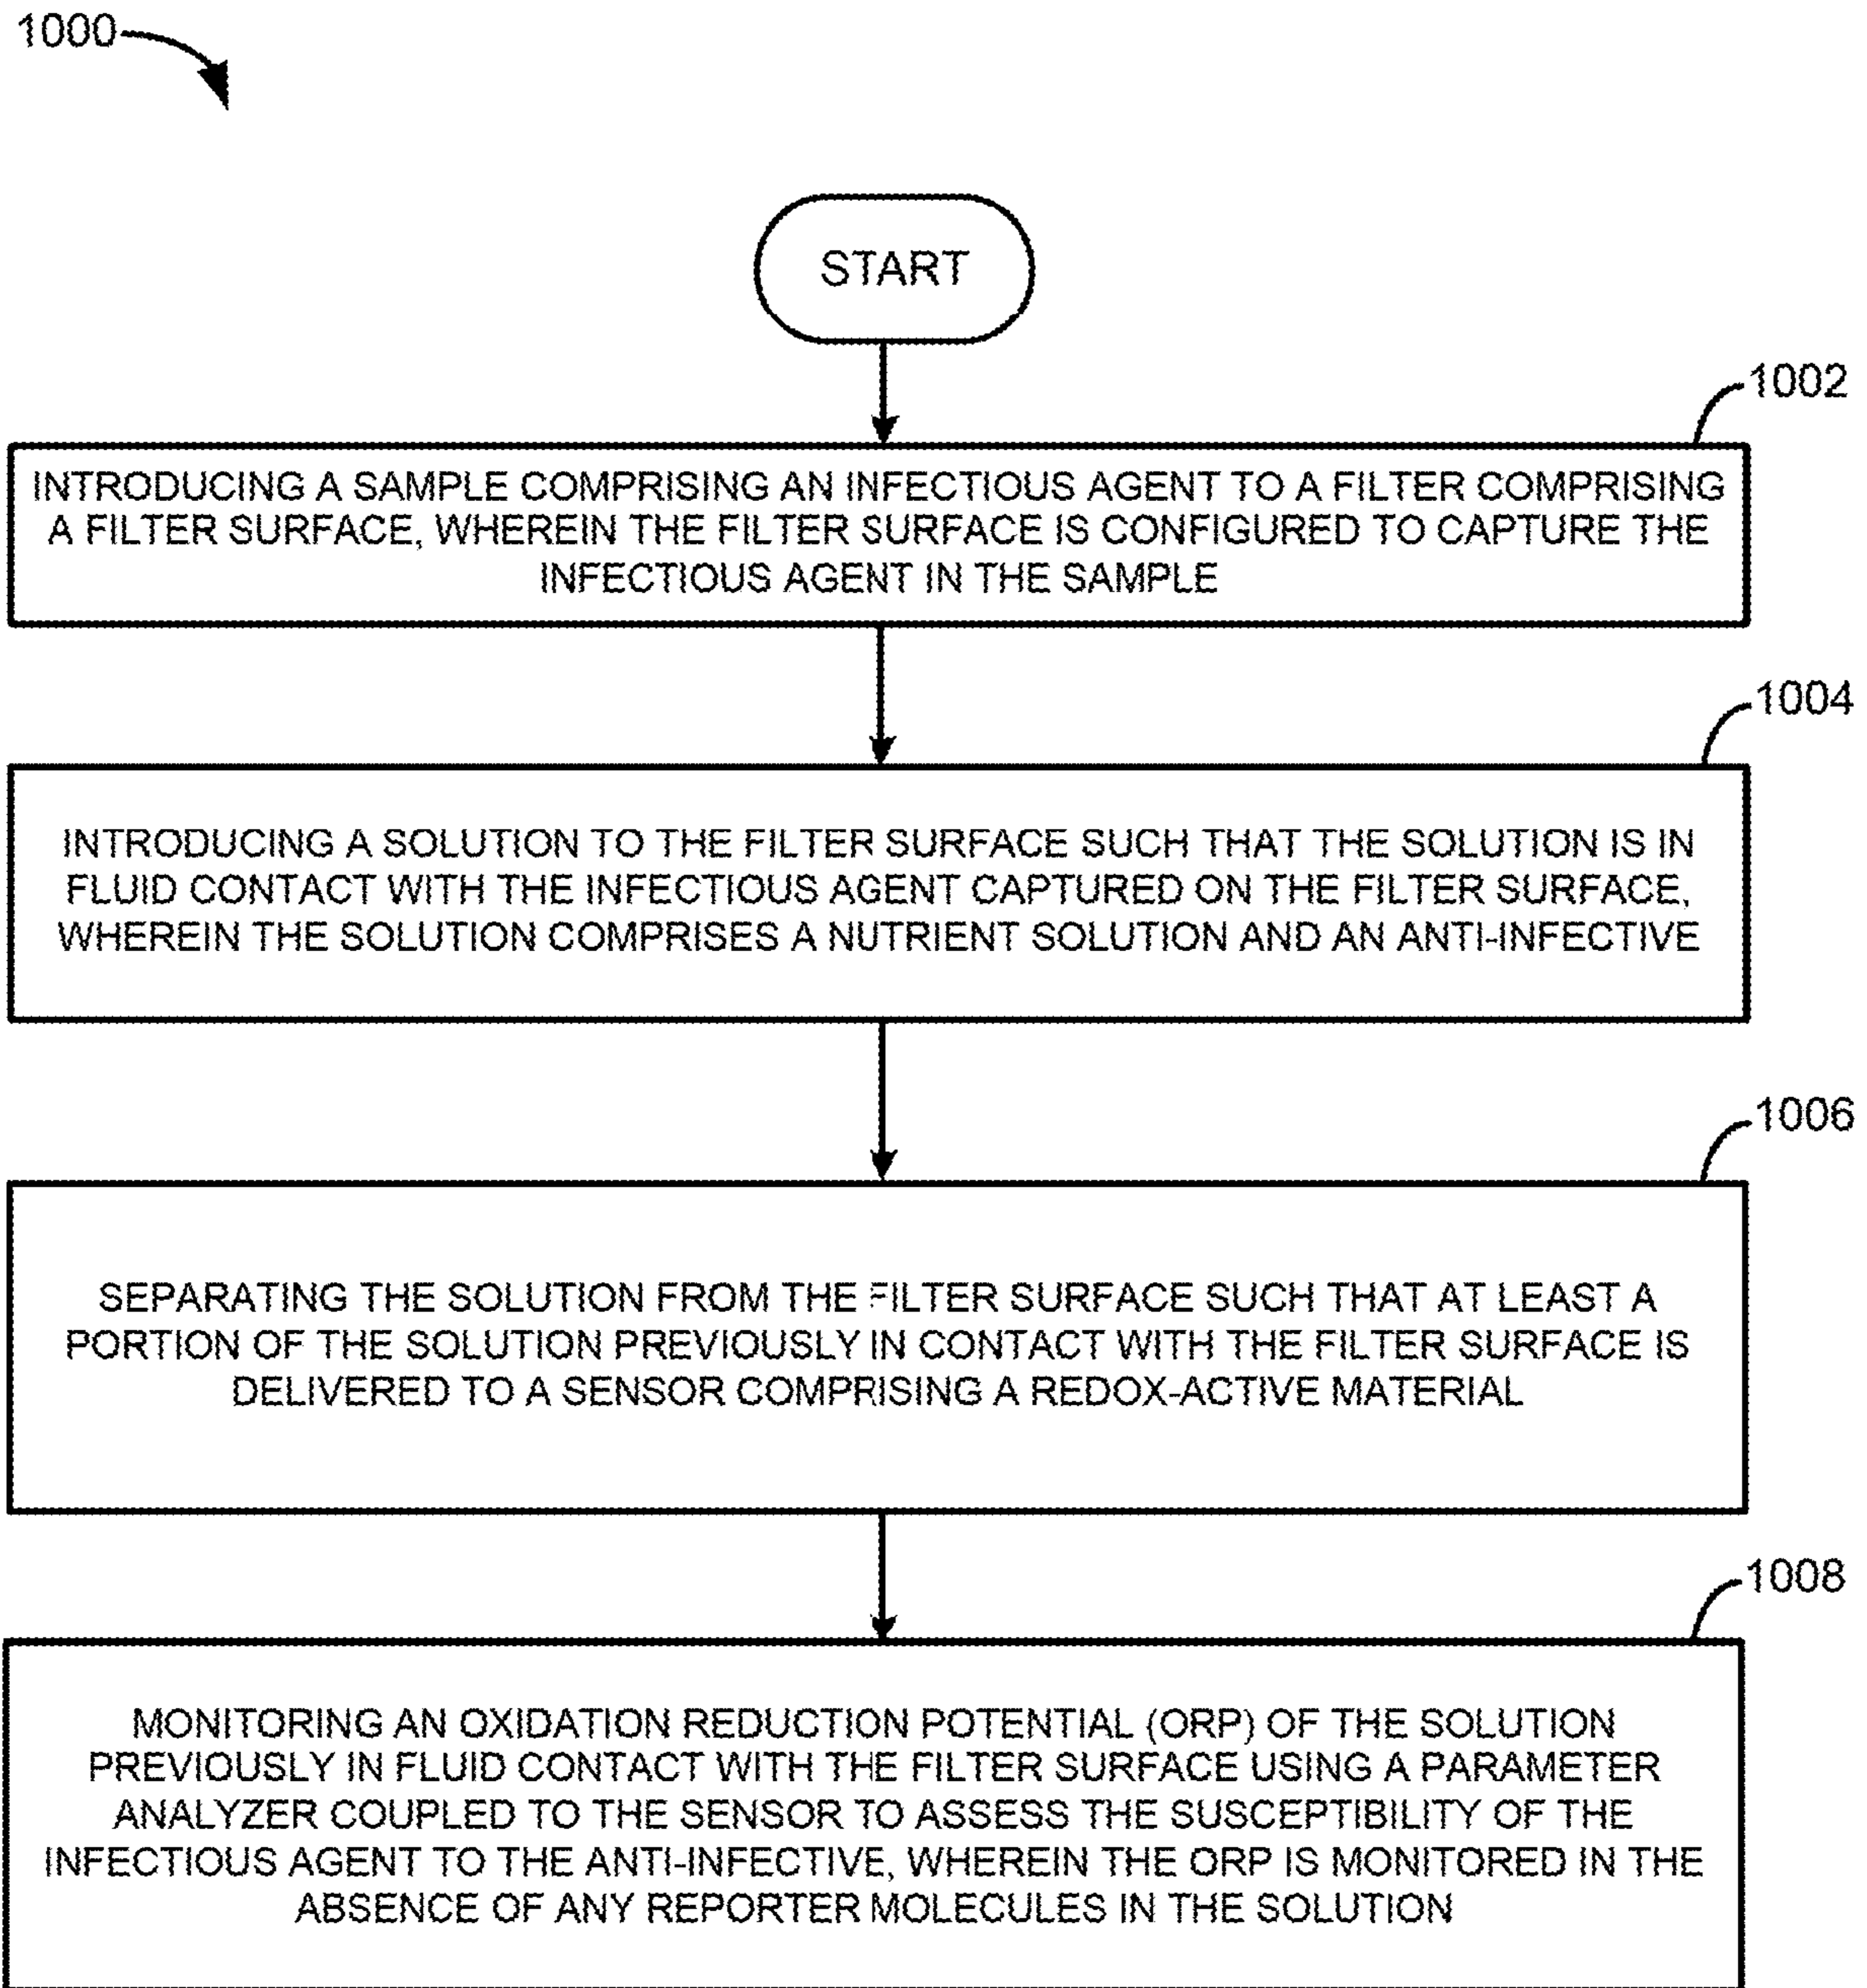 1000
START
1002
INTRODUCING A SAMPLE COMPRISING AN INFECTIOUS AGENT TO A FILTER COMPRISING
A FILTER SURFACE, WHEREIN THE FILTER SURFACE IS CONFIGURED TO CAPTURE THE
INFECTIOUS AGENT IN THE SAMPLE
1004
INTRODUCING A SOLUTION TO THE FILTER SURFACE SUCH THAT THE SOLUTION IS IN
FLUID CONTACT WITH THE INFECTIOUS AGENT CAPTURED ON THE FILTER SURFACE,
WHEREIN THE SOLUTION COMPRISES A NUTRIENT SOLUTION AND AN ANTI-INFECTIVE
1006
SEPARATING THE SOLUTION FROM THE FILTER SURFACE SUCH THAT AT LEAST A
PORTION OF THE SOLUTION PREVIOUSLY IN CONTACT WITH THE FILTER SURFACE IS
DELIVERED TO A SENSOR COMPRISING A REDOX-ACTIVE MATERIAL
1008
MONITORING AN OXIDATION REDUCTION POTENTIAL (ORP) OF THE SOLUTION
PREVIOUSLY IN FLUID CONTACT WITH THE FILTER SURFACE USING A PARAMETER
ANALYZER COUPLED TO THE SENSOR TO ASSESS THE SUSCEPTIBILITY OF THE
INFECTIOUS AGENT TO THE ANTI-INFECTIVE, WHEREIN THE ORP IS MONITORED IN THE
ABSENCE OF ANY REPORTER MOLECULES IN THE SOLUTION